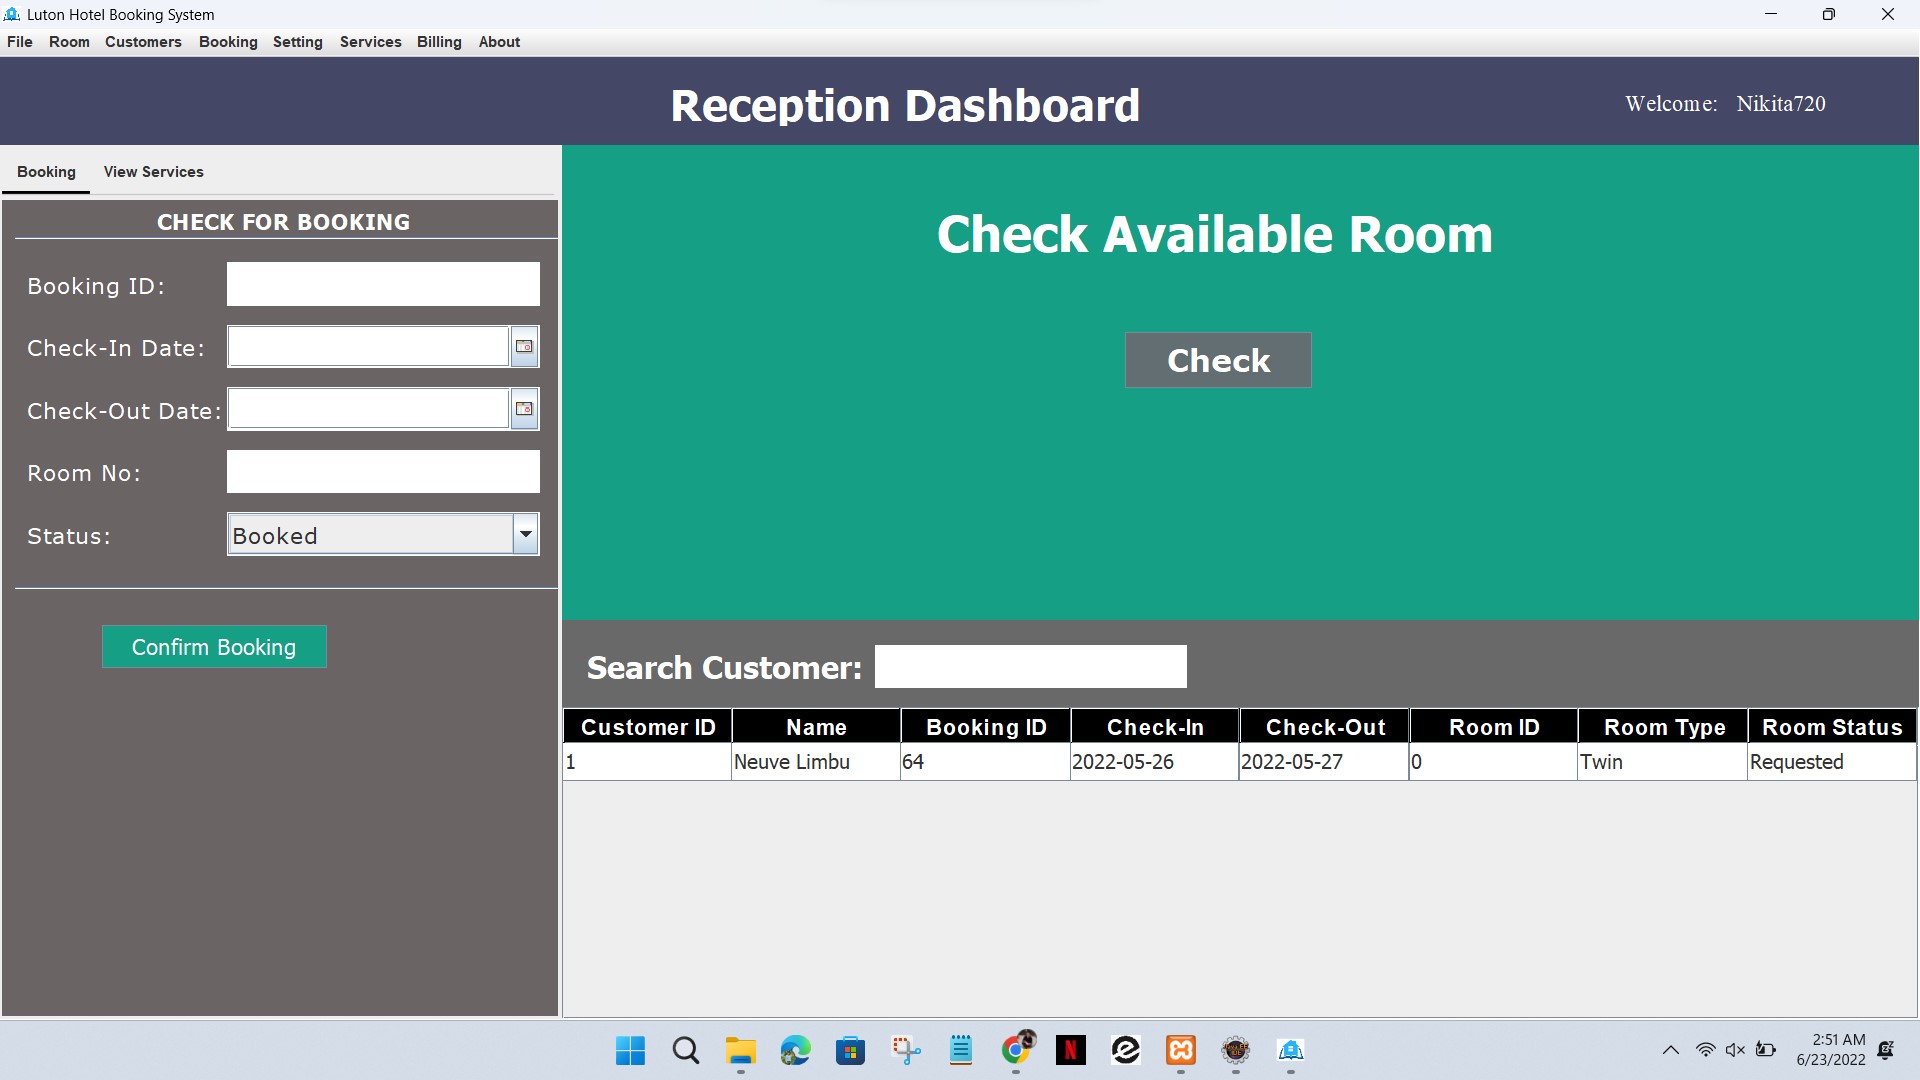 Luton Hotel Booking System
File Room Customers Booking Setting Services Billing About
Reception Dashboard
Welcome: Nikita720
Booking View Services
CHECK FOR BOOKING
Booking ID:
Check-In Date:
Check-Out Date:
Room No:
Status: Booked
Confirm Booking
Check Available Room
Check
Search Customer:
Customer ID Name Booking ID Check-In Check-Out Room ID Room Type Room Status
1 Neuve Limbu 64 2022-05-26 2022-05-27 0 Twin Requested
2:51 AM
6/23/2022